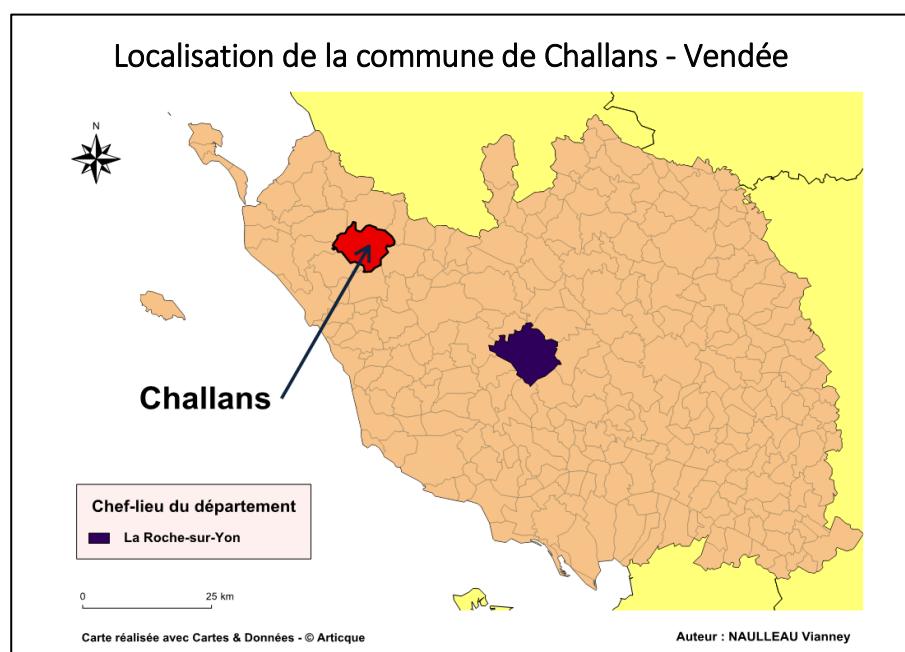 Localisation de la commune de Challans - Vendée
N
Challans
Chef-lieu du département
La Roche-sur-Yon
0 25 km
Carte réalisée avec Cartes & Données - © Articque
Auteur : NAULLEAU Vianney